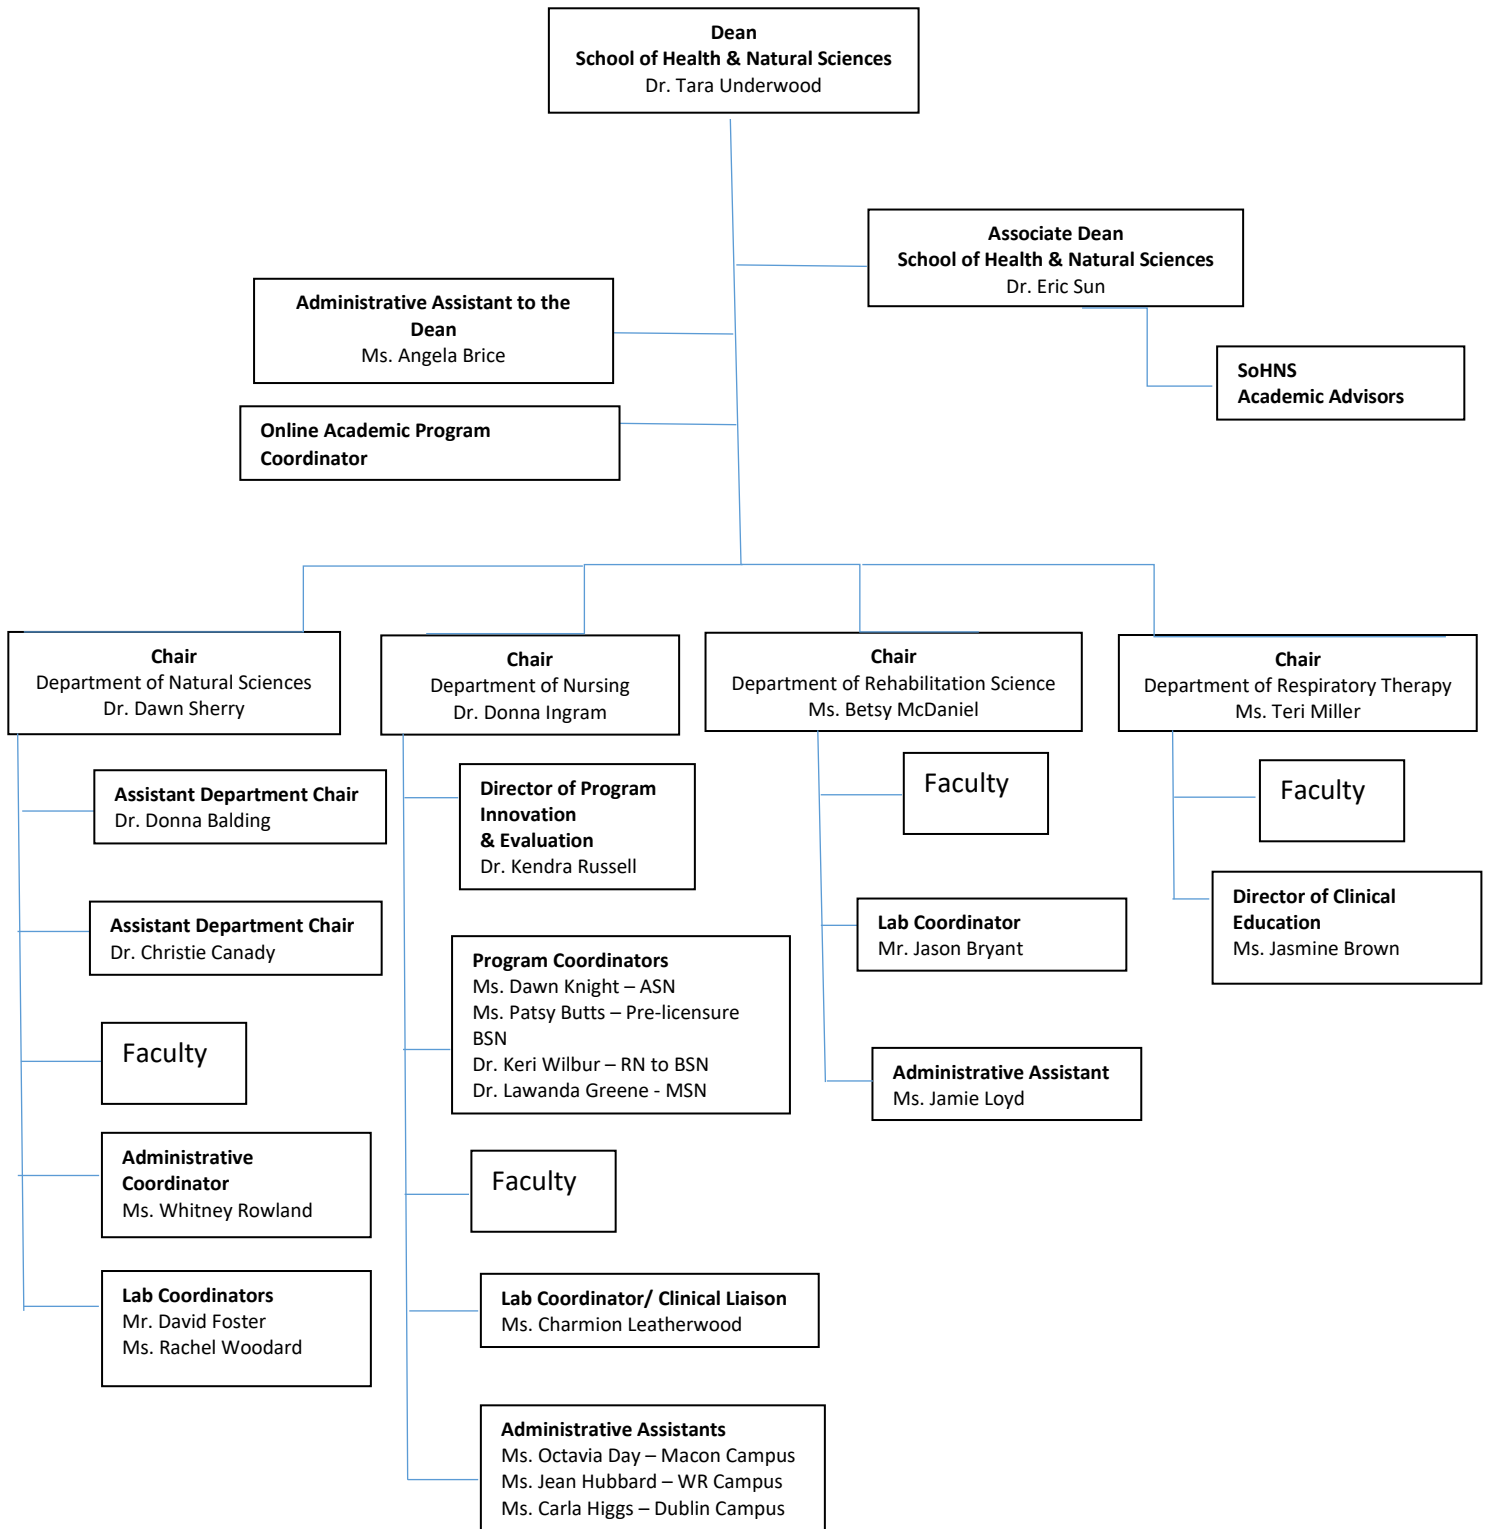 Dean
School of Health & Natural Sciences
Dr. Tara Underwood
Associate Dean
School of Health & Natural Sciences
Dr. Eric Sun
Administrative Assistant to the
Dean
Ms. Angela Brice
SoHNS
Academic Advisors
Online Academic Program
Coordinator
Chair
Department of Natural Sciences
Dr. Dawn Sherry
Chair
Department of Nursing
Dr. Donna Ingram
Chair
Department of Rehabilitation Science
Ms. Betsy McDaniel
Chair
Department of Respiratory Therapy
Ms. Teri Miller
Assistant Department Chair
Dr. Donna Balding
Assistant Department Chair
Dr. Christie Canady
Faculty
Administrative
Coordinator
Ms. Whitney Rowland
Lab Coordinators
Mr. David Foster
Ms. Rachel Woodard
Director of Program
Innovation
& Evaluation
Dr. Kendra Russell
Program Coordinators
Ms. Dawn Knight – ASN
Ms. Patsy Butts – Pre-licensure
BSN
Dr. Keri Wilbur – RN to BSN
Dr. Lawanda Greene - MSN
Faculty
Lab Coordinator/ Clinical Liaison
Ms. Charmion Leatherwood
Administrative Assistants
Ms. Octavia Day – Macon Campus
Ms. Jean Hubbard – WR Campus
Ms. Carla Higgs – Dublin Campus
Faculty
Lab Coordinator
Mr. Jason Bryant
Administrative Assistant
Ms. Jamie Loyd
Faculty
Director of Clinical
Education
Ms. Jasmine Brown